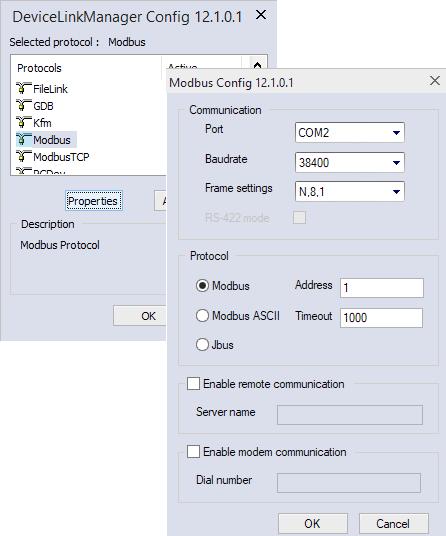 DeviceLinkManager Config 12.1.0.1
Selected protocol : Modbus
Protocols Active
FileLink
GDB
Kfm
Modbus
ModbusTCP
Properties
Description
Modbus Protocol
OK
Modbus Config 12.1.0.1
Communication
Port COM2
Baudrate 38400
Frame settings N,8,1
RS-422 mode
Protocol
Modbus Address 1
Modbus ASCII Timeout 1000
Jbus
Enable remote communication
Server name
Enable modem communication
Dial number
OK Cancel